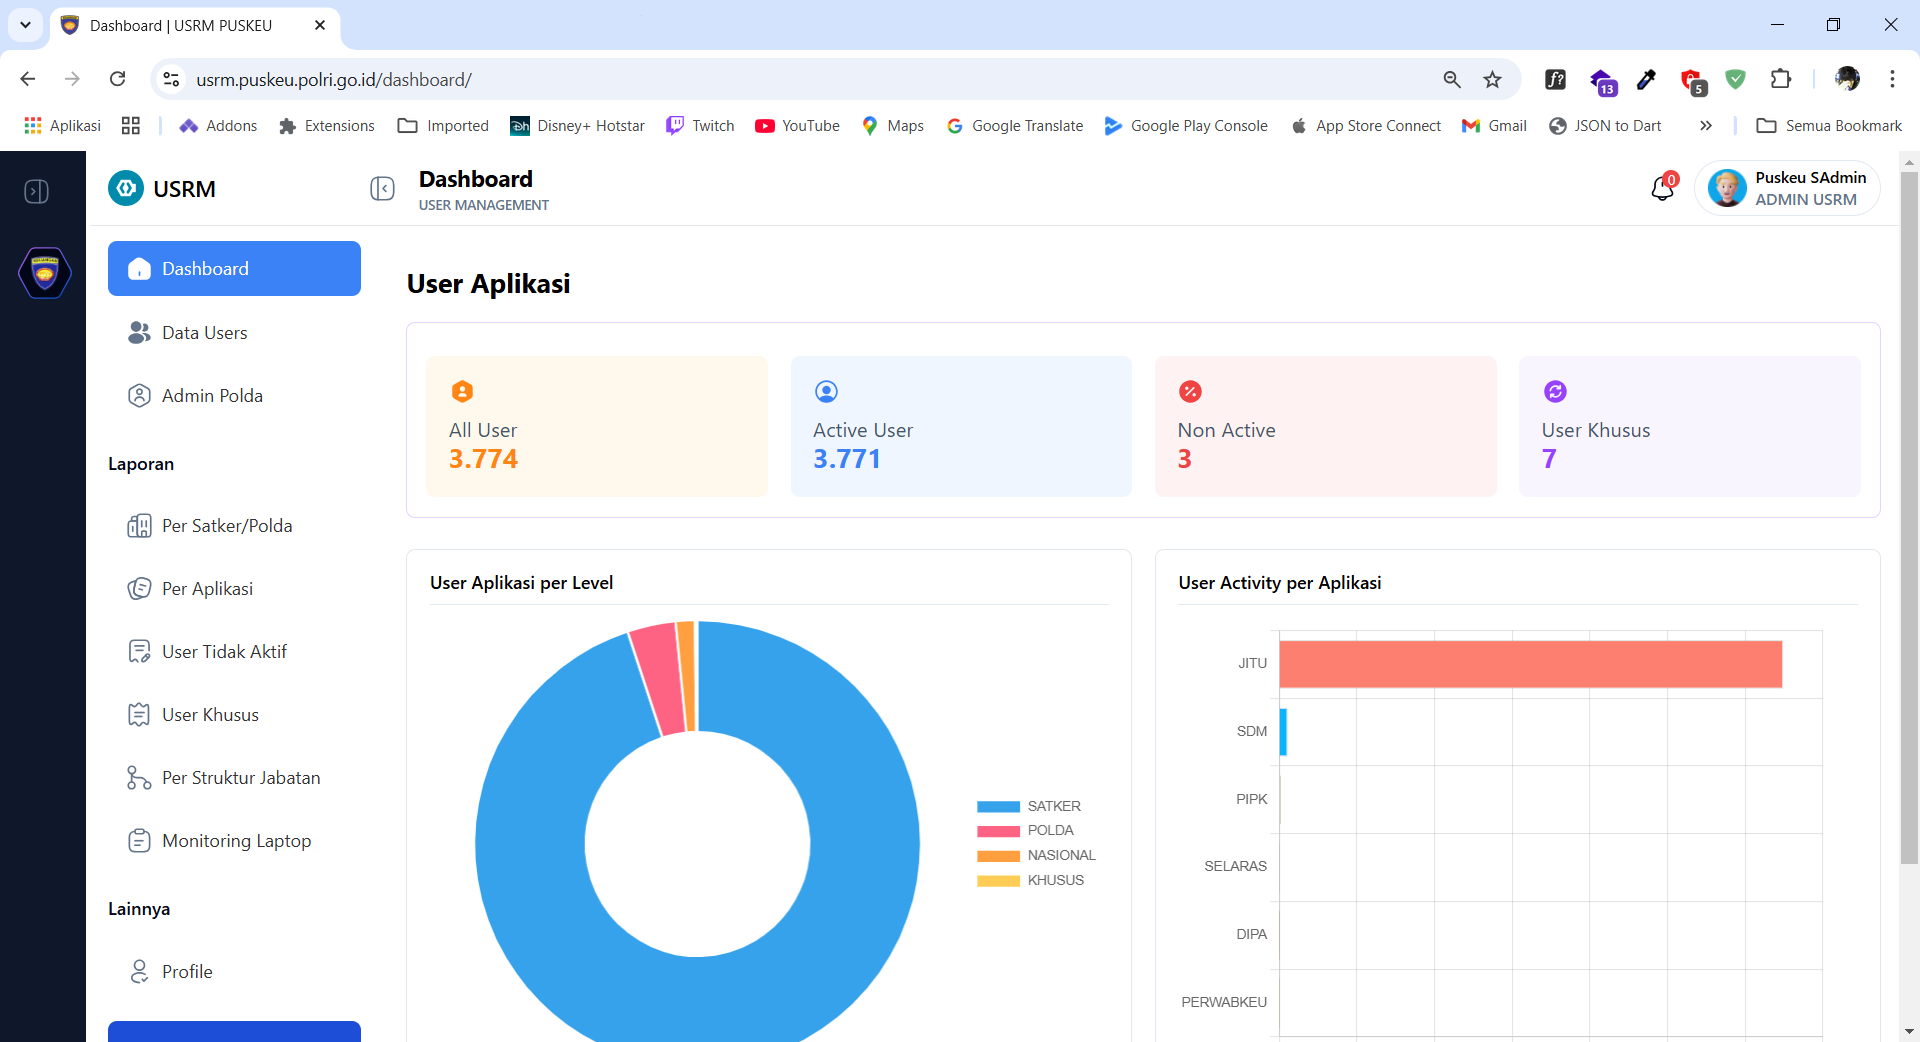 Dashboard | USRM PUSKEU
usrm.puskeu.polri.go.id/dashboard/
13
5
Aplikasi
Addons
Extensions
Imported
Disney+ Hotstar
Twitch
YouTube
Maps
Google Translate
Google Play Console
App Store Connect
Gmail
JSON to Dart
Semua Bookmark
USRM
Dashboard
USER MANAGEMENT
0
Puskeu SAdmin
ADMIN USRM
Dashboard
Data Users
Admin Polda
Laporan
Per Satker/Polda
Per Aplikasi
User Tidak Aktif
User Khusus
Per Struktur Jabatan
Monitoring Laptop
Lainnya
Profile
User Aplikasi
All User
3.774
Active User
3.771
Non Active
3
User Khusus
7
User Aplikasi per Level
SATKER
POLDA
NASIONAL
KHUSUS
User Activity per Aplikasi
JITU
SDM
PIPK
SELARAS
DIPA
PERWABKEU